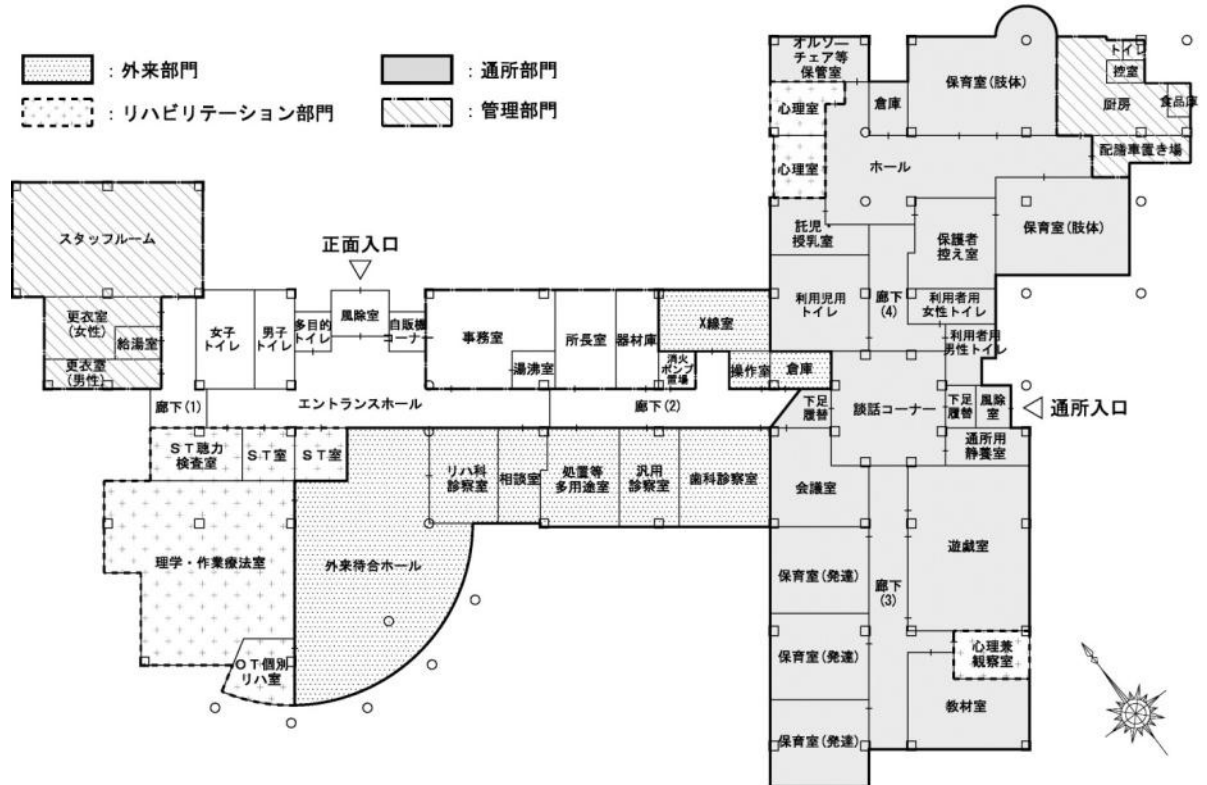 ：外来部門
：通所部門
：リハビリテーション部門
：管理部門
オルソー
チェア等
保管室
心理室
倉庫
保育室(肢体)
トイレ
控室
厨房
食品庫
配膳車置き場
心理室
ホール
スタッフルーム
正面入口
託児・
授乳室
保護者
控え室
保育室(肢体)
更衣室
(女性)
給湯室
更衣室
(男性)
女子
トイレ
男子
トイレ
多目的
トイレ
風除室
自販機
コーナー
事務室
湯沸室
所長室
器材庫
X線室
消火
ポンプ
置場
操作室
倉庫
利用児用
トイレ
廊下
(4)
利用者用
女性トイレ
利用者用
男性トイレ
廊下(1)
エントランスホール
廊下(2)
下足
履替
談話コーナー
下足
履替
風除
室
通所入口
ＳＴ聴力
検査室
ＳＴ室
ＳＴ室
リハ科
診察室
相談室
処置等
多用途室
汎用
診察室
歯科診察室
会議室
通所用
静養室
理学・作業療法室
外来待合ホール
保育室(発達)
廊下
(3)
遊戯室
ＯＴ個別
リハ室
保育室(発達)
心理兼
観察室
保育室(発達)
教材室